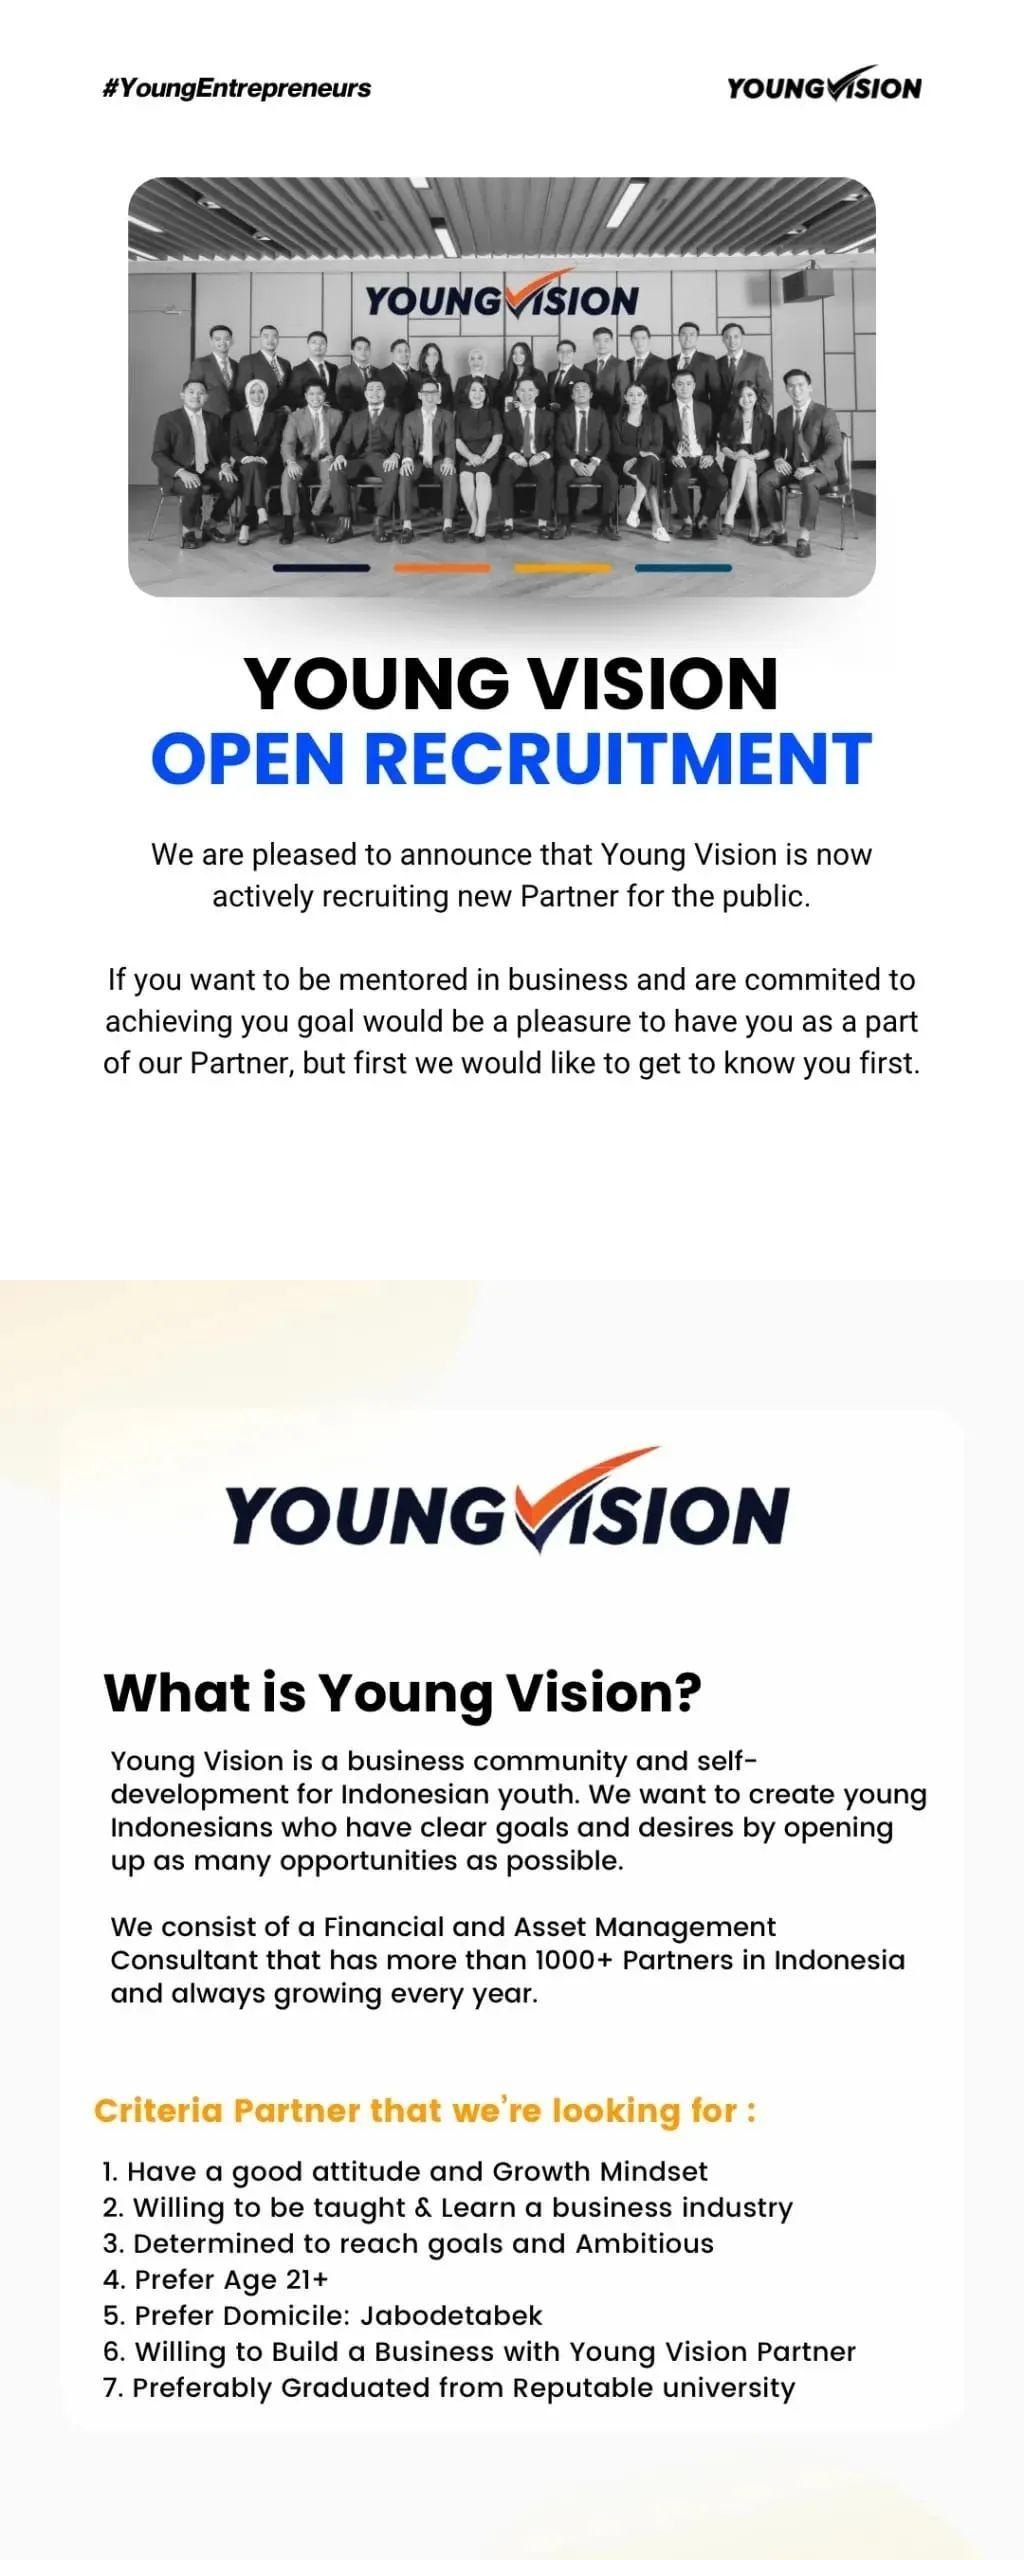 #YoungEntrepreneurs
YOUNGVISION
YOUNGVISION
YOUNG VISION
OPEN RECRUITMENT
We are pleased to announce that Young Vision is now
actively recruiting new Partner for the public.
If you want to be mentored in business and are commited to
achieving you goal would be a pleasure to have you as a part
of our Partner, but first we would like to get to know you first.
YOUNGVISION
What is Young Vision?
Young Vision is a business community and self-
development for Indonesian youth. We want to create young
Indonesians who have clear goals and desires by opening
up as many opportunities as possible.
We consist of a Financial and Asset Management
Consultant that has more than 1000+ Partners in Indonesia
and always growing every year.
Criteria Partner that we're looking for :
1. Have a good attitude and Growth Mindset
2. Willing to be taught & Learn a business industry
3. Determined to reach goals and Ambitious
4. Prefer Age 21+
5. Prefer Domicile: Jabodetabek
6. Willing to Build a Business with Young Vision Partner
7. Preferably Graduated from Reputable university